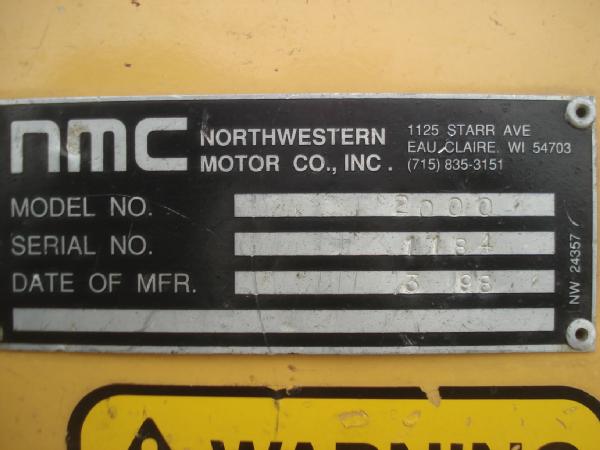 nmc
NORTHWESTERN
MOTOR CO., INC.
1125 STARR AVE
EAU CLAIRE, WI 54703
(715) 835-3151
MODEL NO. 2000
SERIAL NO. 1184
DATE OF MFR. 3 98
NW 24357
WARNING